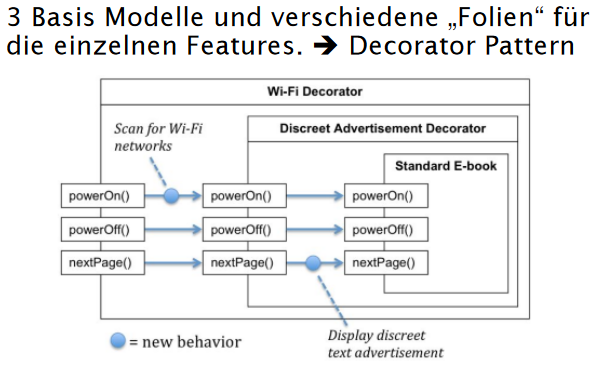 3 Basis Modelle und verschiedene „Folien“ für
die einzelnen Features. ➔ Decorator Pattern
Wi-Fi Decorator
Scan for Wi-Fi
networks
Discreet Advertisement Decorator
Standard E-book
powerOn() powerOn() powerOn()
powerOff() powerOff() powerOff()
nextPage() nextPage() nextPage()
= new behavior
Display discreet
text advertisement